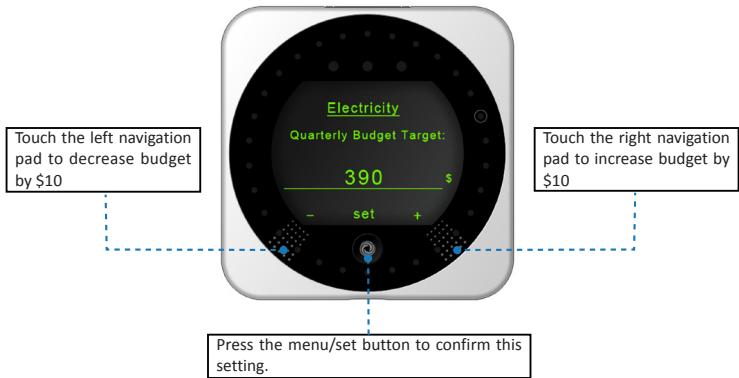 Electricity
Quarterly Budget Target:
390 $
– set +
Touch the left navigation
pad to decrease budget
by $10
Touch the right navigation
pad to increase budget by
$10
Press the menu/set button to confirm this
setting.